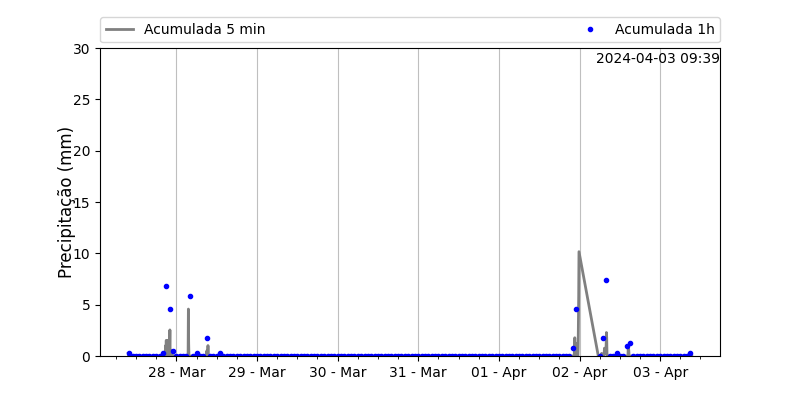 Acumulada 5 min
Acumulada 1h
2024-04-03 09:39
Precipitação (mm)
30
25
20
15
10
5
0
28 - Mar
29 - Mar
30 - Mar
31 - Mar
01 - Apr
02 - Apr
03 - Apr